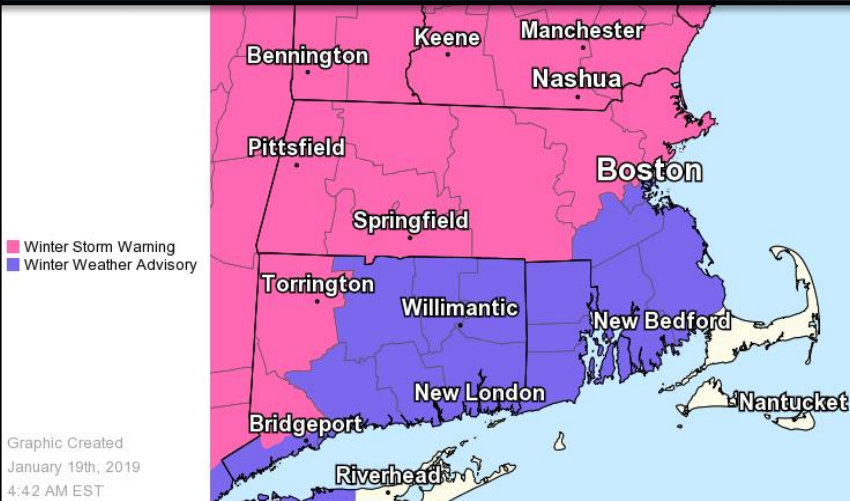 Keene
Manchester
Bennington
Nashua
Pittsfield
Boston
Springfield
Winter Storm Warning
Winter Weather Advisory
Torrington
Willimantic
New Bedford
New London
Nantucket
Bridgeport
Graphic Created
January 19th, 2019
Riverhead
4:42 AM EST